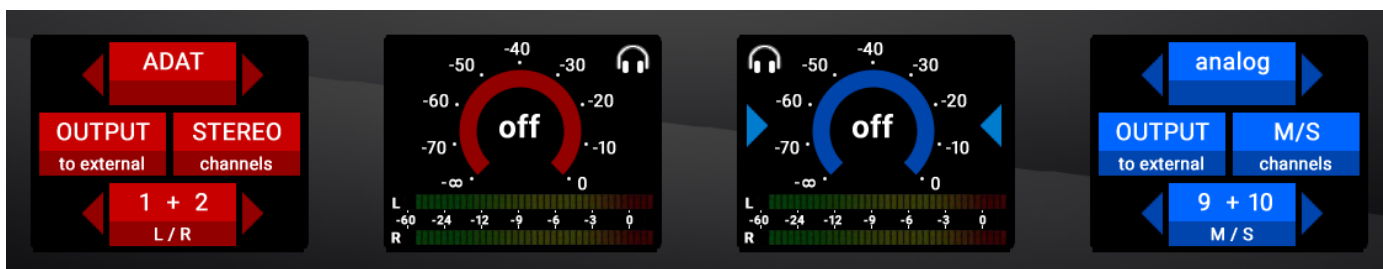 ADAT
OUTPUT
to external
STEREO
channels
1 + 2
L / R
-40
-50
-30
-60
-20
off
-70
-10
-∞
0
L
-60 -24 -12 -9 -6 -3 0
R
-40
-50
-30
-60
-20
off
-70
-10
-∞
0
L
-60 -24 -12 -9 -6 -3 0
R
analog
OUTPUT
to external
M/S
channels
9 + 10
M / S